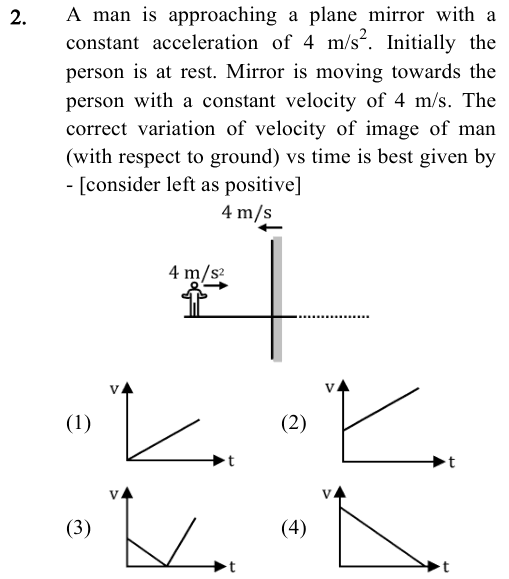 2. A man is approaching a plane mirror with a
constant acceleration of 4 m/s². Initially the
person is at rest. Mirror is moving towards the
person with a constant velocity of 4 m/s. The
correct variation of velocity of image of man
(with respect to ground) vs time is best given by
- [consider left as positive]
4 m/s
4 m/s²
(1) v t
(2) v t
(3) v t
(4) v t